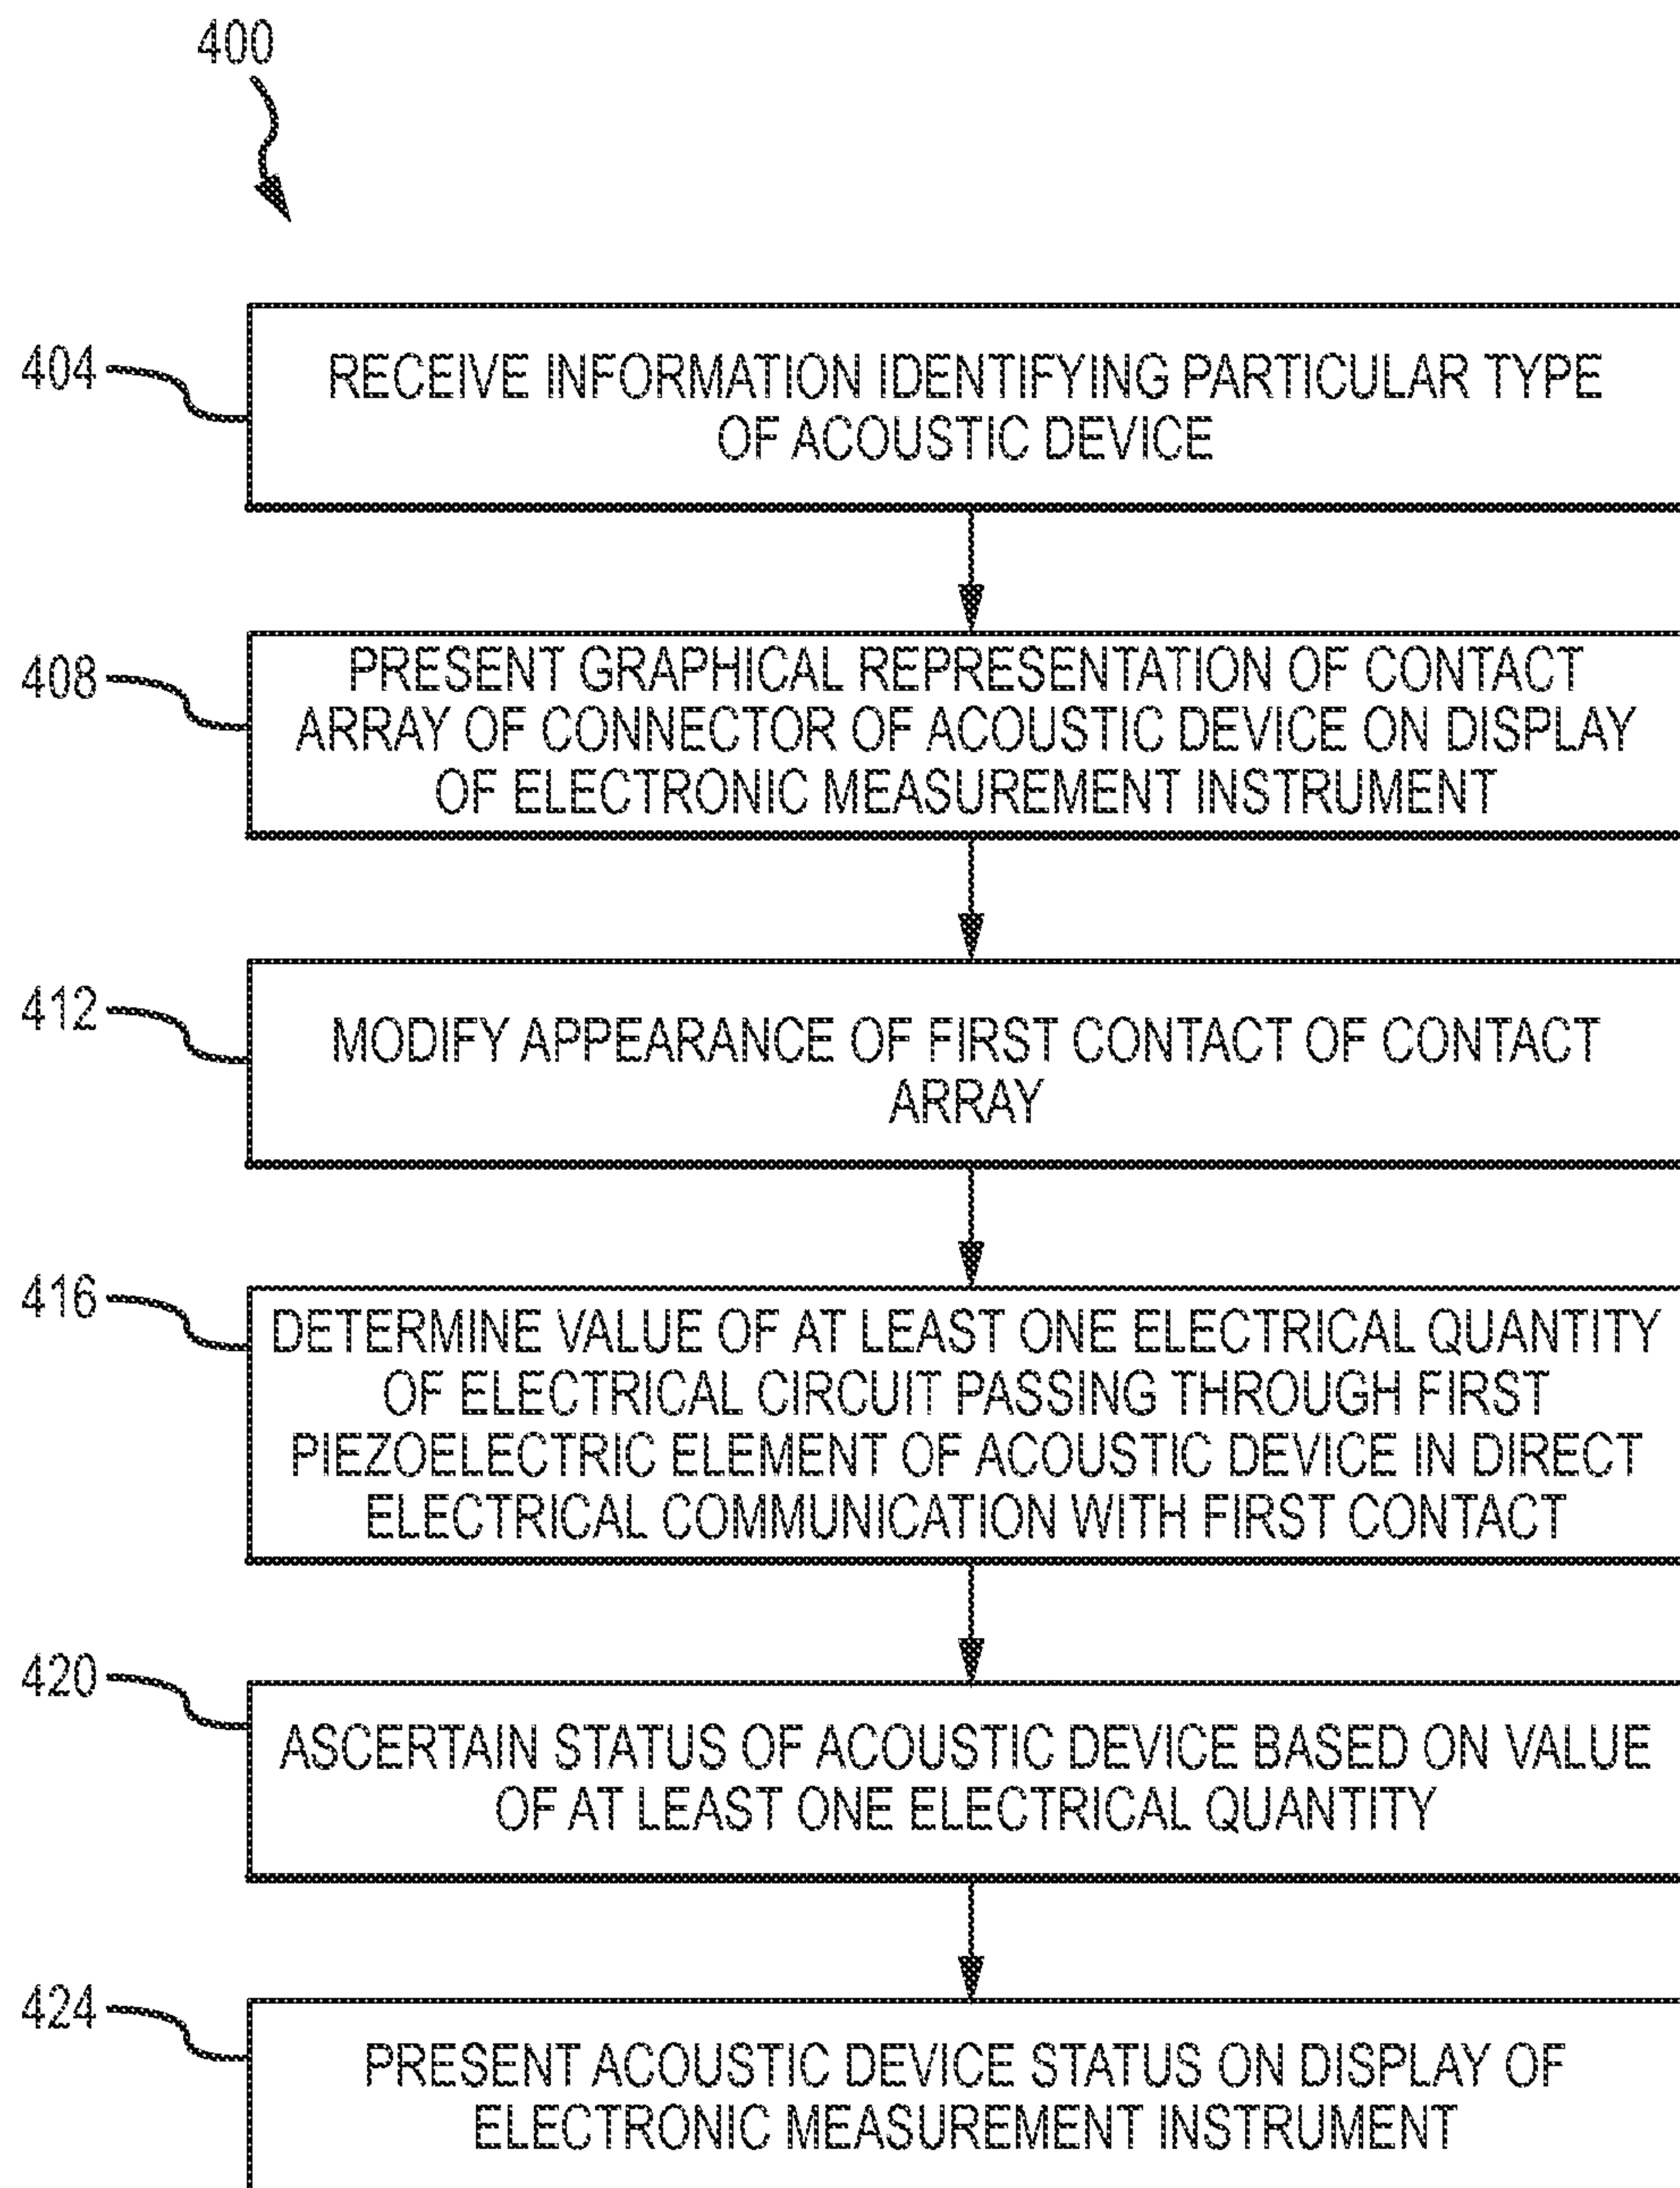 400
404
RECEIVE INFORMATION IDENTIFYING PARTICULAR TYPE
OF ACOUSTIC DEVICE
408
PRESENT GRAPHICAL REPRESENTATION OF CONTACT
ARRAY OF CONNECTOR OF ACOUSTIC DEVICE ON DISPLAY
OF ELECTRONIC MEASUREMENT INSTRUMENT
412
MODIFY APPEARANCE OF FIRST CONTACT OF CONTACT
ARRAY
416
DETERMINE VALUE OF AT LEAST ONE ELECTRICAL QUANTITY
OF ELECTRICAL CIRCUIT PASSING THROUGH FIRST
PIEZOELECTRIC ELEMENT OF ACOUSTIC DEVICE IN DIRECT
ELECTRICAL COMMUNICATION WITH FIRST CONTACT
420
ASCERTAIN STATUS OF ACOUSTIC DEVICE BASED ON VALUE
OF AT LEAST ONE ELECTRICAL QUANTITY
424
PRESENT ACOUSTIC DEVICE STATUS ON DISPLAY OF
ELECTRONIC MEASUREMENT INSTRUMENT